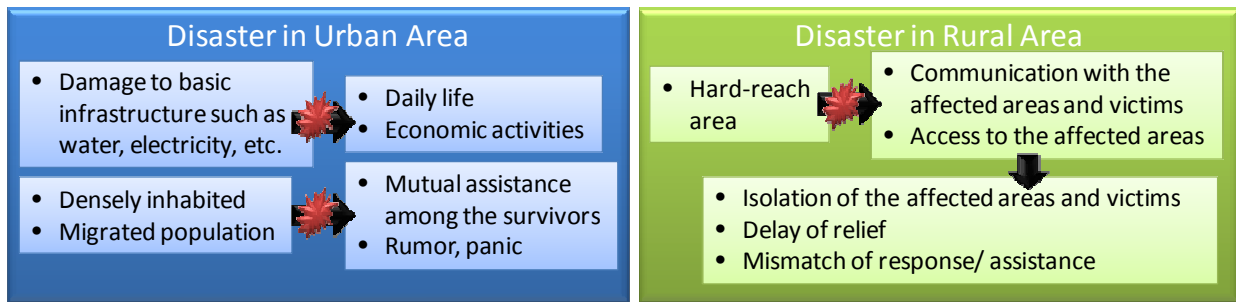 Disaster in Urban Area
• Damage to basic
infrastructure such as
water, electricity, etc.
• Daily life
• Economic activities
• Densely inhabited
• Migrated population
• Mutual assistance
among the survivors
• Rumor, panic
Disaster in Rural Area
• Hard-reach
area
• Communication with the
affected areas and victims
• Access to the affected areas
• Isolation of the affected areas and victims
• Delay of relief
• Mismatch of response/ assistance